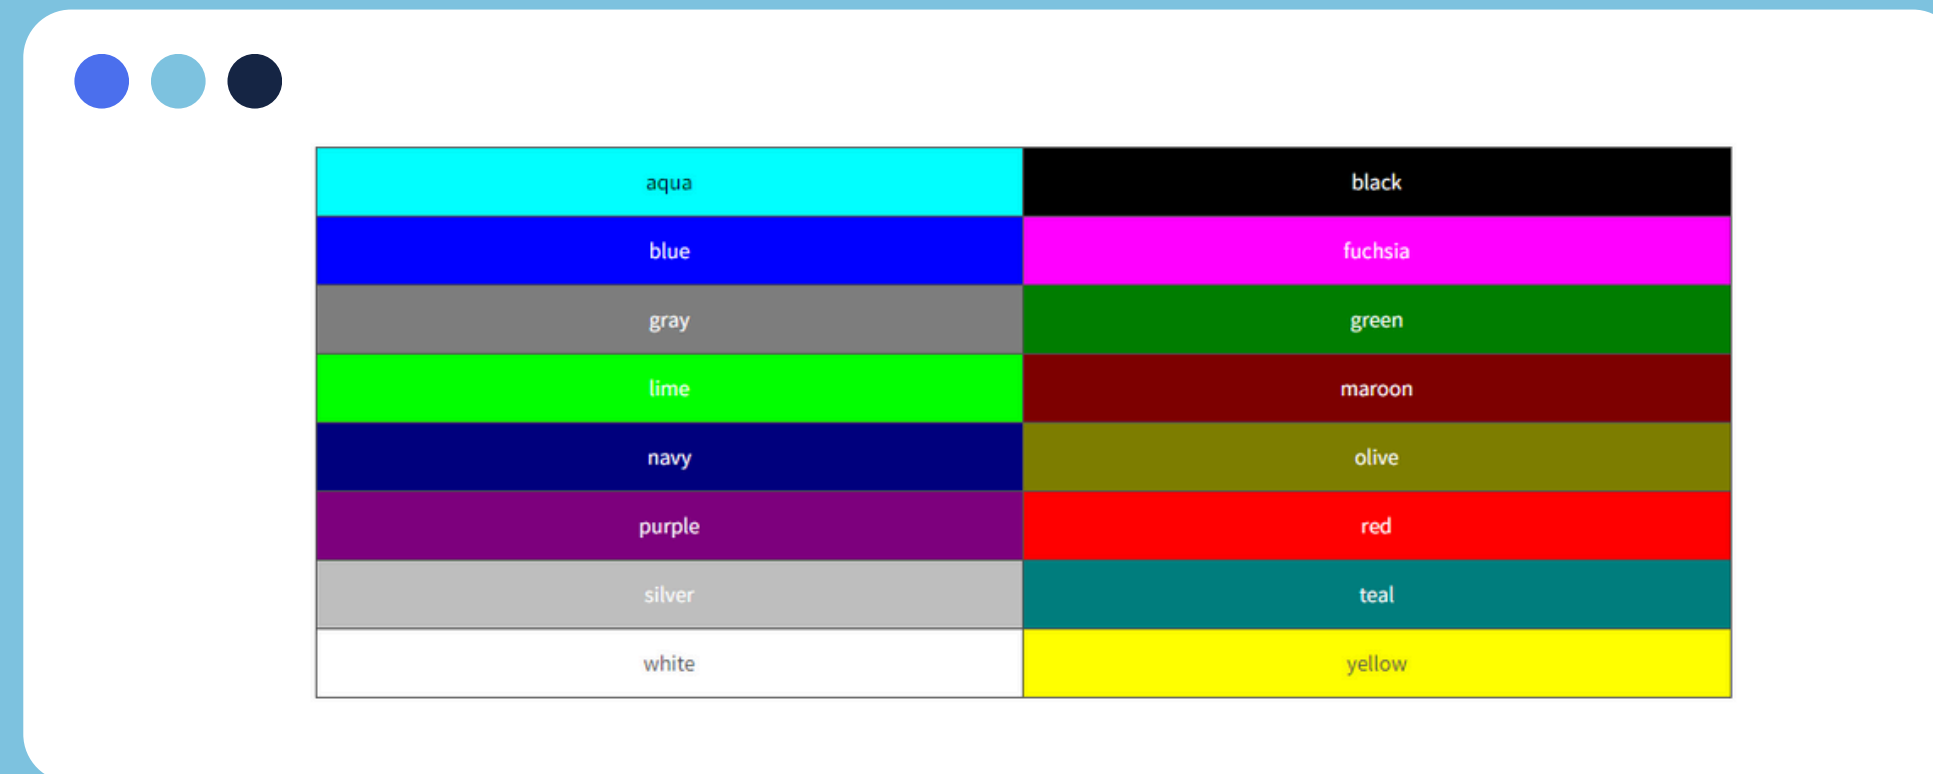 aqua black
blue fuchsia
gray green
lime maroon
navy olive
purple red
silver teal
white yellow